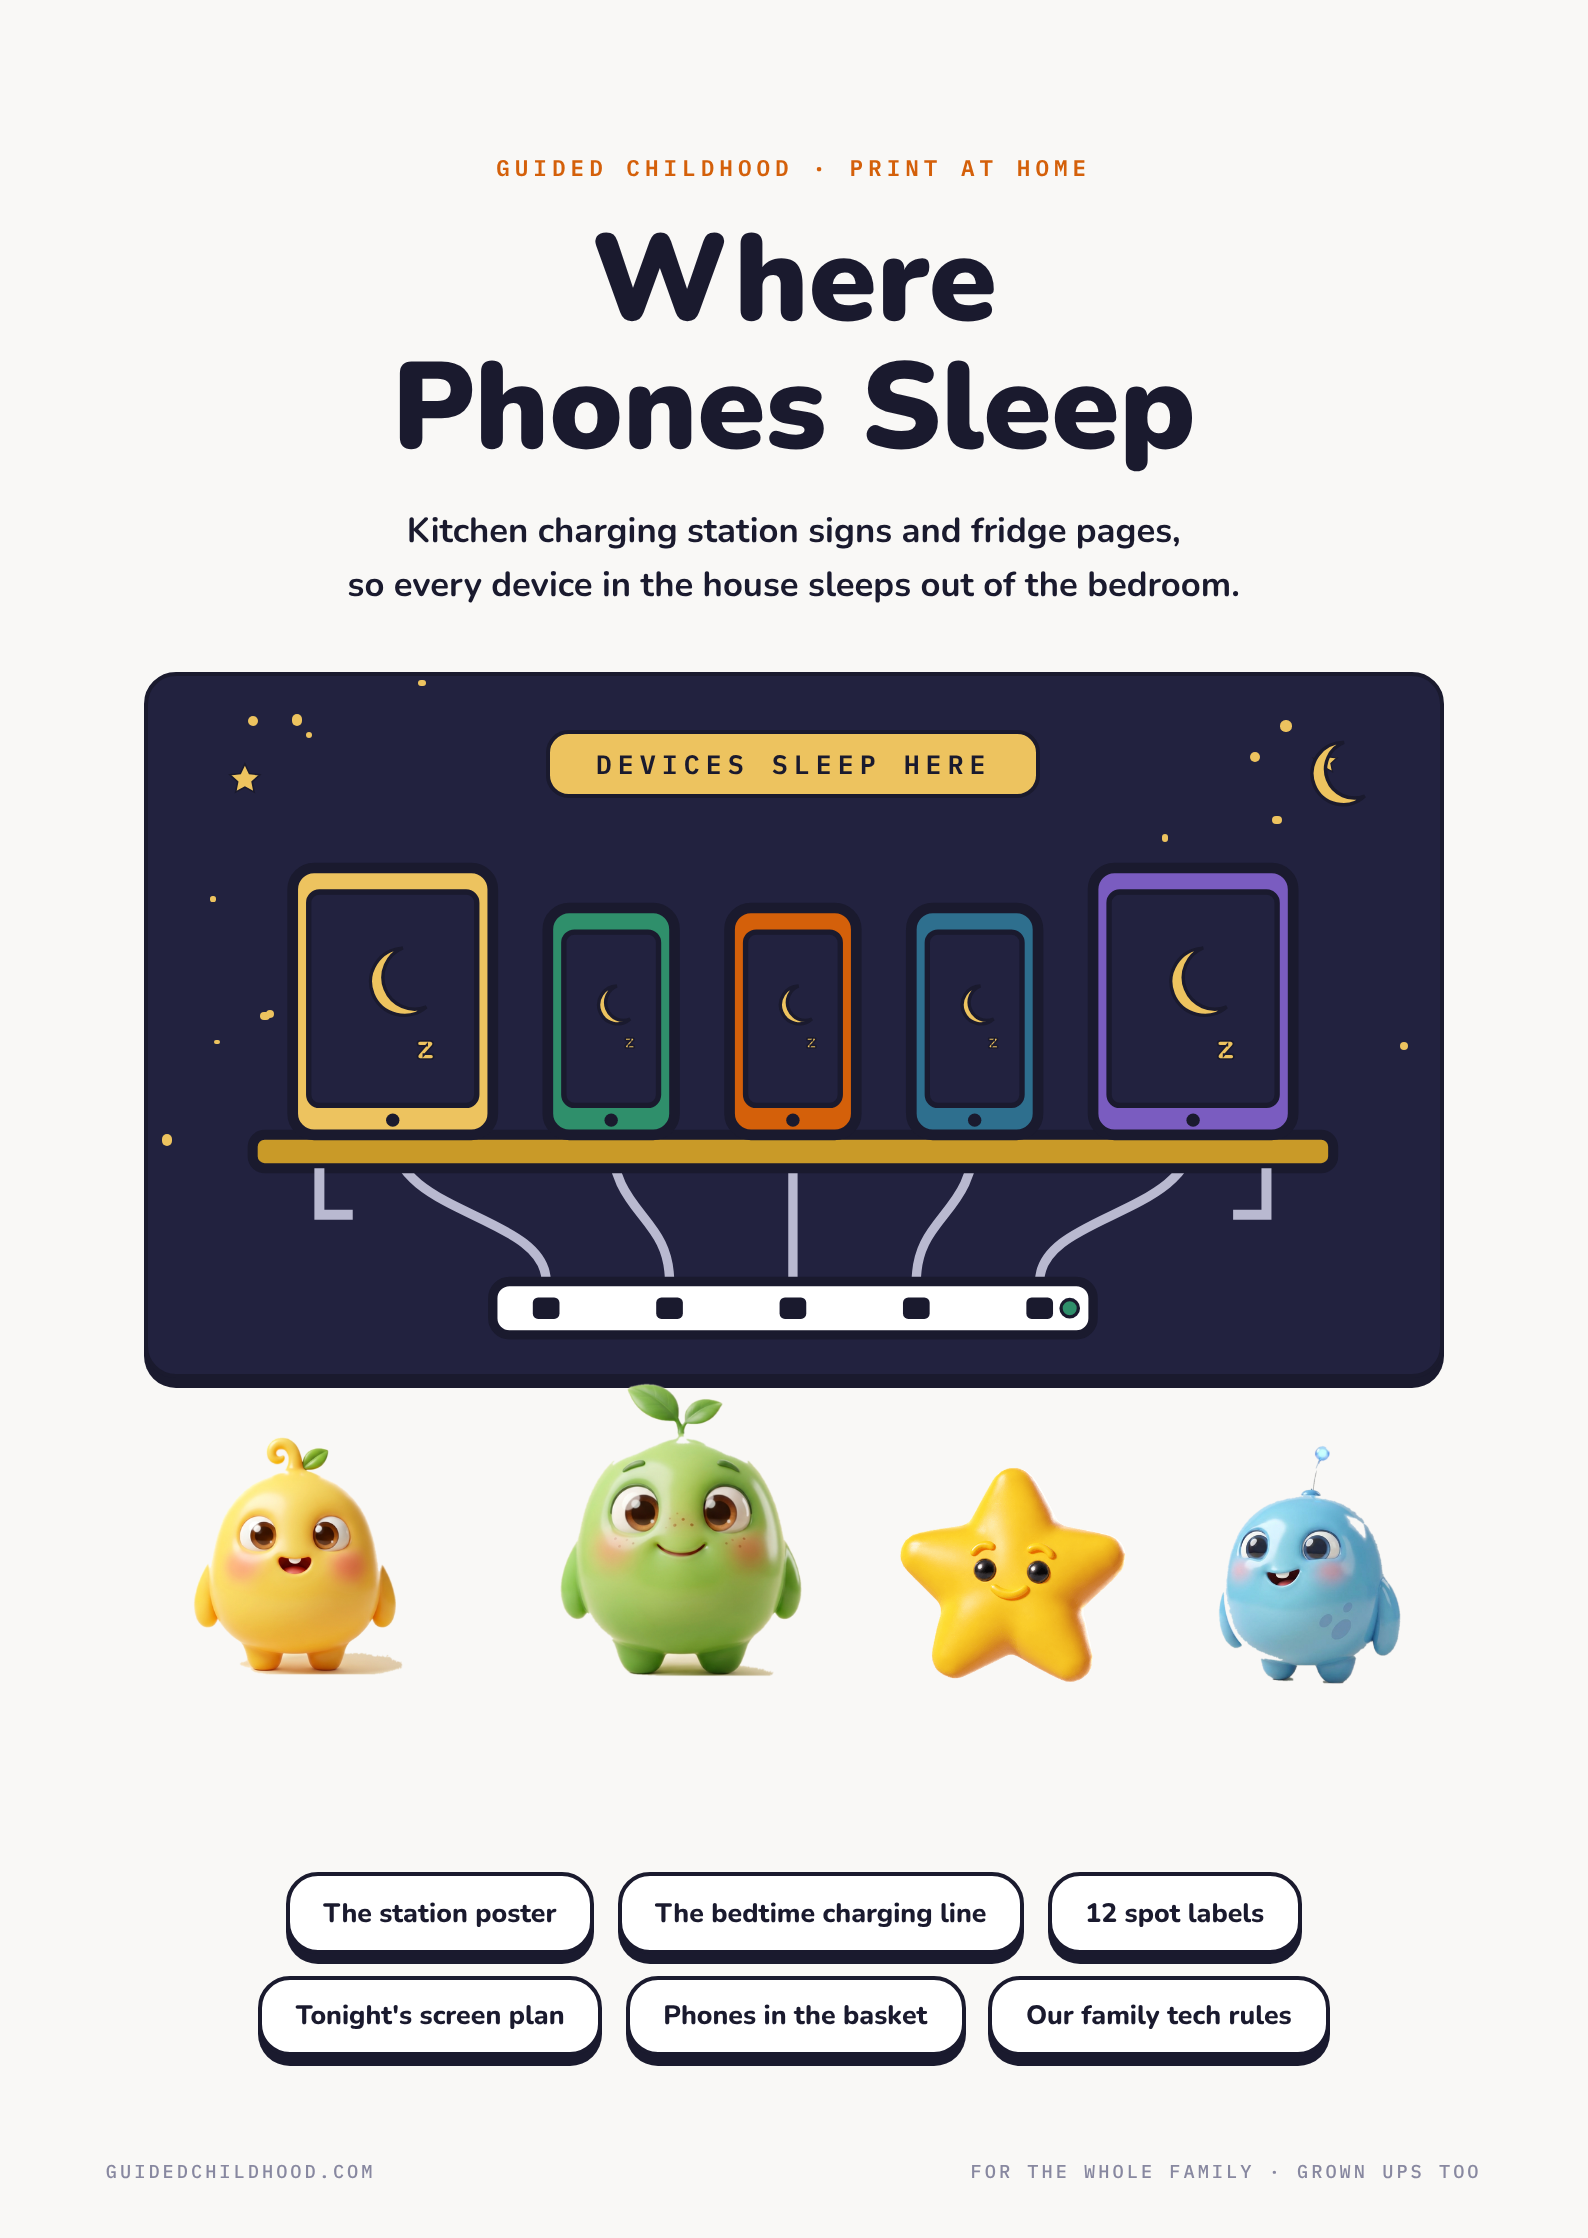 GUIDED CHILDHOOD · PRINT AT HOME
Where
Phones Sleep
Kitchen charging station signs and fridge pages,
so every device in the house sleeps out of the bedroom.
DEVICES SLEEP HERE
z
z
z
z
z
The station poster
The bedtime charging line
12 spot labels
Tonight's screen plan
Phones in the basket
Our family tech rules
GUIDEDCHILDHOOD.COM
FOR THE WHOLE FAMILY · GROWN UPS TOO